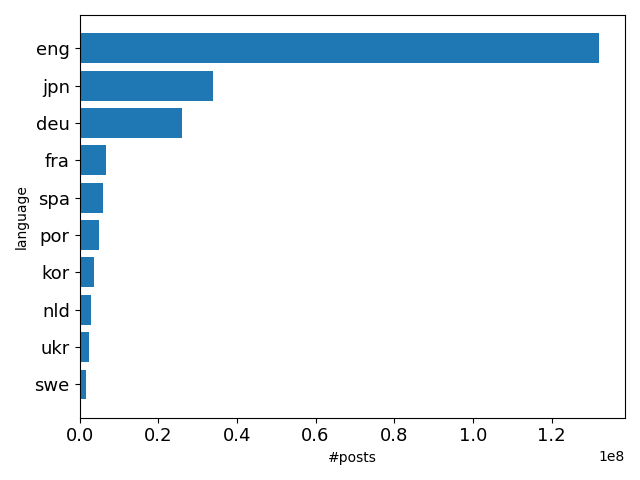 eng
jpn
deu
fra
spa
por
kor
nld
ukr
swe
language
0.0 0.2 0.4 0.6 0.8 1.0 1.2
1e8
#posts